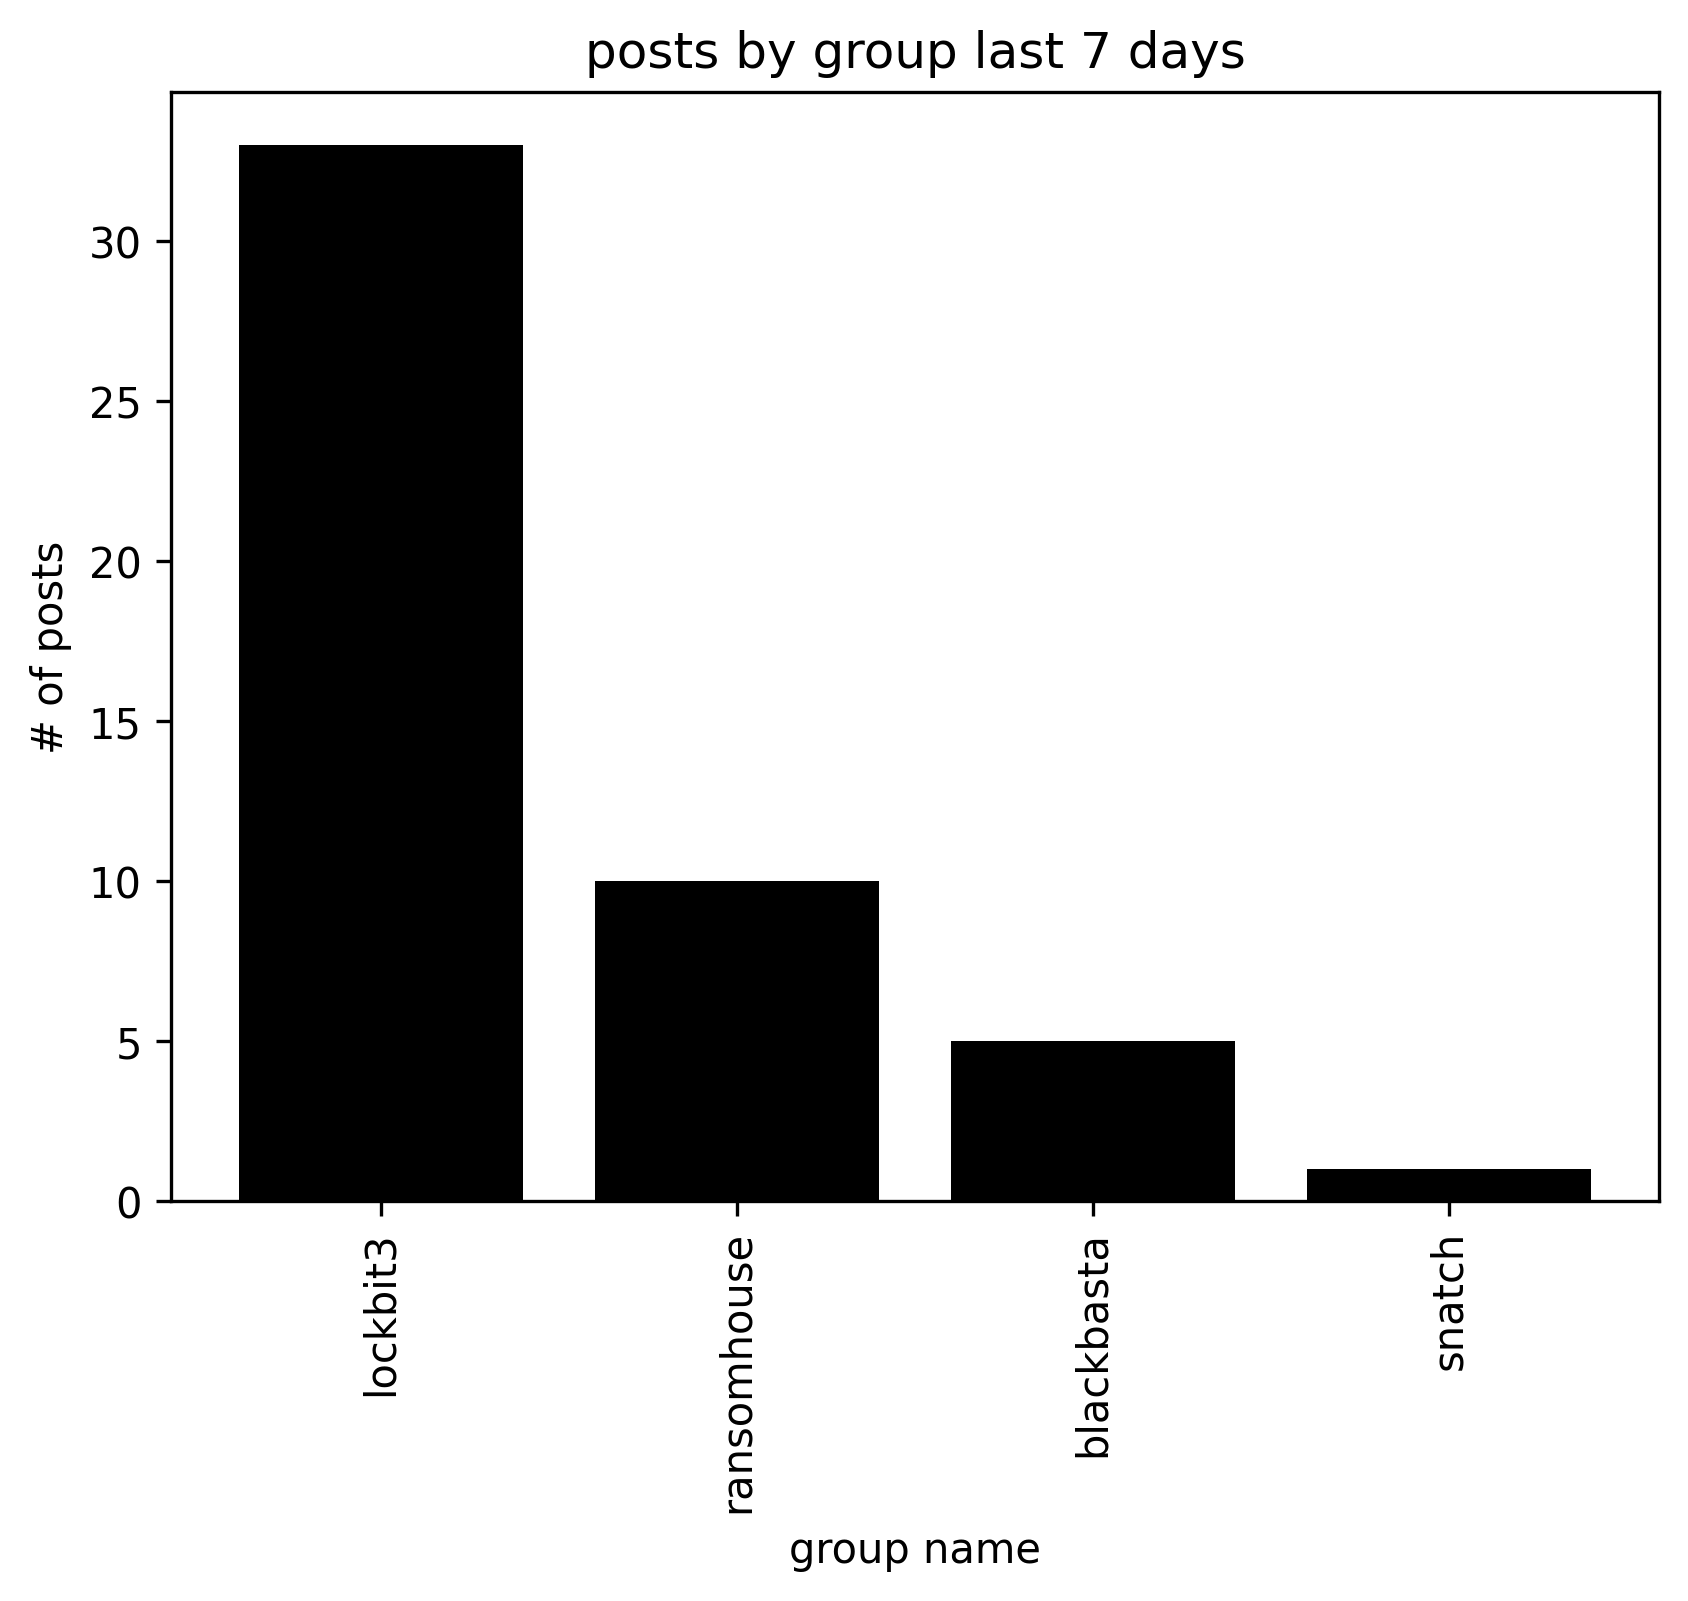 posts by group last 7 days
30
25
20
15
10
5
0
# of posts
lockbit3
ransomhouse
blackbasta
snatch
group name